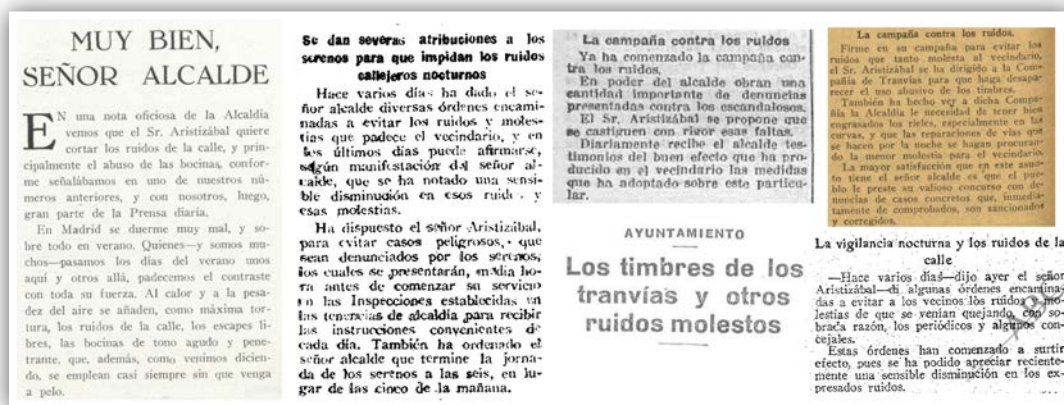 MUY BIEN,
SEÑOR ALCALDE
EN una nota oficiosa de la Alcaldía
vemos que el Sr. Aristizábal quiere
cortar los ruidos de la calle, y prin-
cipalmente el abuso de las bocinas, confor-
me señalábamos en uno de nuestros nú-
meros anteriores, y con nosotros, luego,
gran parte de la Prensa diaria.
En Madrid se duerme muy mal, y so-
bre todo en verano. Quienes—y somos mu-
chos—pasamos los días del verano unos
aquí y otros allá, padecemos el contraste
con toda su fuerza. Al calor y a la pesa-
dez del aire se añaden, como máxima tor-
tura, los ruidos de la calle, los escapes li-
bres, las bocinas de tono agudo y pene-
trante, que, además, como venimos dicien-
do, se emplean casi siempre sin que venga
a pelo.
Se dan severas atribuciones a los
serenos para que impidan los ruidos
callejeros nocturnos
Hace varios días ha dado el se-
ñor alcalde diversas órdenes encami-
nadas a evitar los ruidos y moles-
tias que padece el vecindario, y en
los últimos días puede afirmarse,
según manifestación del señor al-
caide, que se ha notado una sensi-
ble disminución en esos ruidos y
esas molestias.
Ha dispuesto el señor Aristizábal,
para evitar casos peligrosos, que
sean denunciados por los serenos;
los cuales se presentarán, media ho-
ra antes de comenzar su servicio
en las Inspecciones establecidas en
las tenencias de alcaldía para recibir
las instrucciones convenientes de
cada día. También ha ordenado el
señor alcalde que termine la jorna-
da de los serenos a las seis, en lu-
gar de las cinco de la mañana.
La campaña contra los ruidos
Ya ha comenzado la campaña con-
tra los ruidos.
En poder del alcalde obran una
cantidad importante de denuncias
presentadas contra los escandalosos.
El Sr. Aristizábal se propone que
se castiguen con rigor esas faltas.
Diariamente recibe el alcalde tes-
timonios del buen efecto que ha pro-
ducido en el vecindario las medidas
que ha adoptado sobre este particu-
lar.
AYUNTAMIENTO
Los timbres de los
tranvías y otros
ruidos molestos
La campaña contra los ruidos.
Firme en su campaña para evitar los
ruidos que tanto molesta al vecindario,
el Sr. Aristizábal se ha dirigido a la Com-
pañía de Tranvías para que haga desapa-
recer el uso abusivo de los timbres.
También ha hecho ver a dicha Compa-
ñía la Alcaldía la necesidad de tener bien
engrasados los rieles, especialmente en las
curvas, y que las reparaciones de vías que
se hacen por la noche se hagan procuran-
do la menor molestia para el vecindario.
La mayor satisfacción que en este asun-
to tiene el señor alcalde es que el pue-
blo le preste su valioso concurso con de-
nuncias de casos concretos que, inmedia-
tamente de comprobados, son sancionados
y corregidos.
La vigilancia nocturna y los ruidos de la
calle
—Hace varios días—dijo ayer el señor
Aristizábal—di algunas órdenes encamina-
das a evitar a los vecinos los ruidos y mo-
lestias de que se venían quejando, con so-
brada razón, los periódicos y algunos con-
cejales.
Estas órdenes han comenzado a surtir
efecto, pues se ha podido apreciar reciente-
mente una sensible disminución en los ex-
presados ruidos.